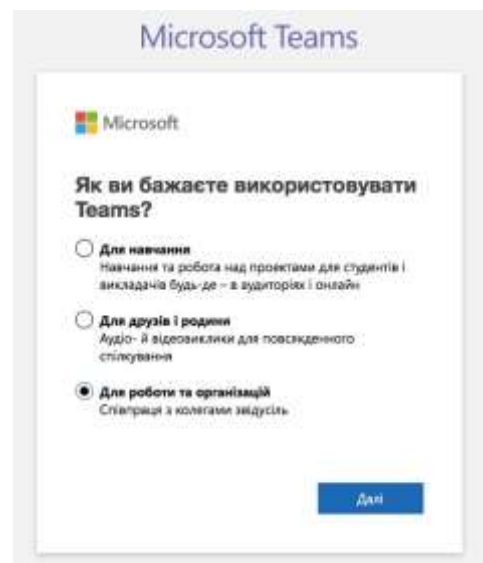 Microsoft Teams
Microsoft
Як ви бажаєте використовувати
Teams?
Для навчання
Навчання та робота над проектами для студентів і
викладачів будь-де – в аудиторіях і онлайн
Для друзів і родини
Аудіо- й відеовиклики для повсякденного
спілкування
Для роботи та організацій
Співпраця з колегами звідусіль
Далі